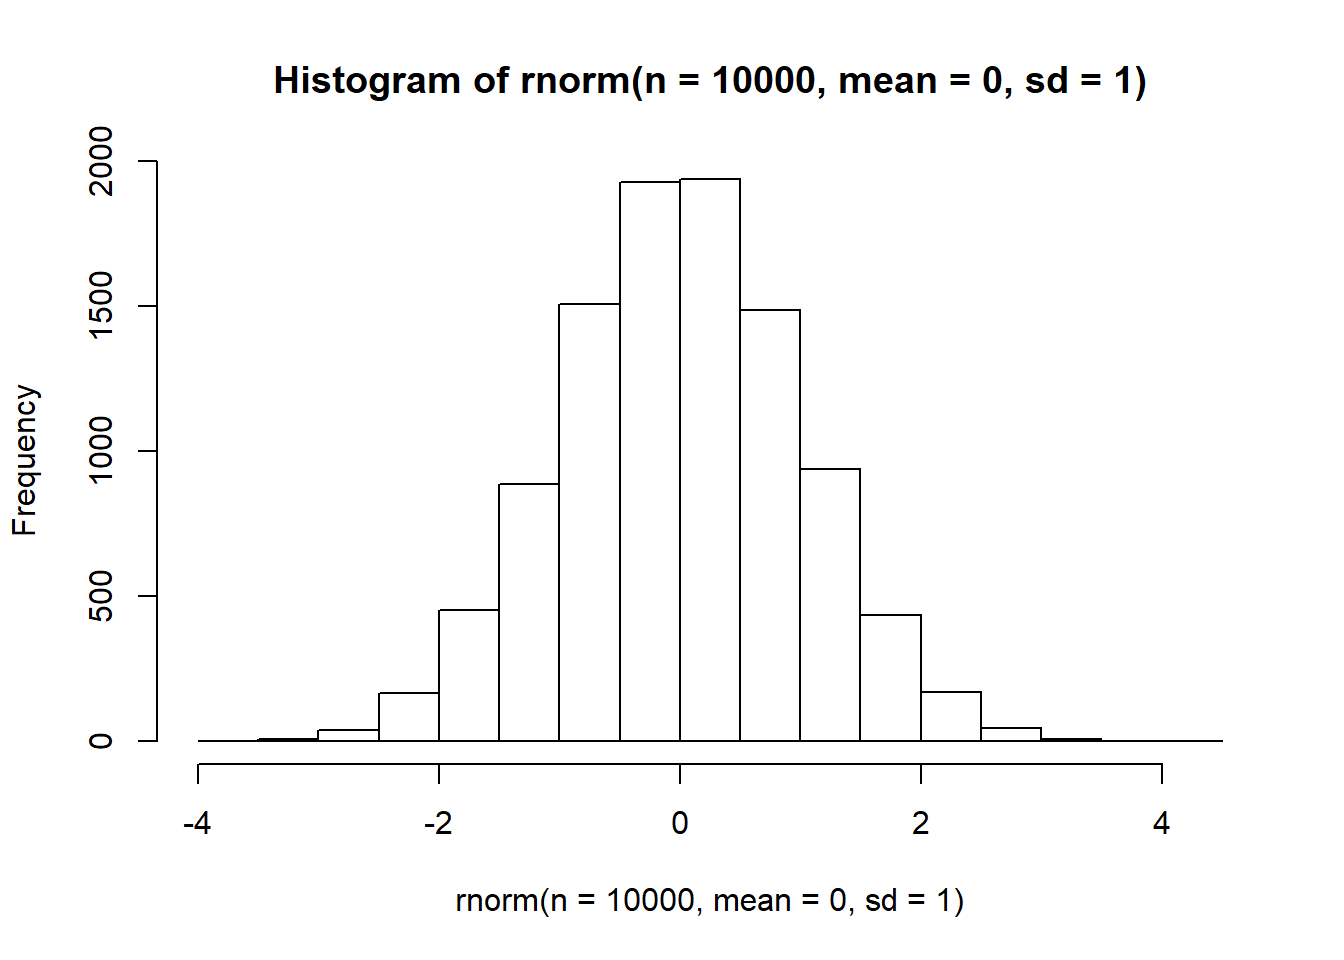 Histogram of rnorm(n = 10000, mean = 0, sd = 1)
Frequency
2000
1500
1000
500
0
-4 -2 0 2 4
rnorm(n = 10000, mean = 0, sd = 1)